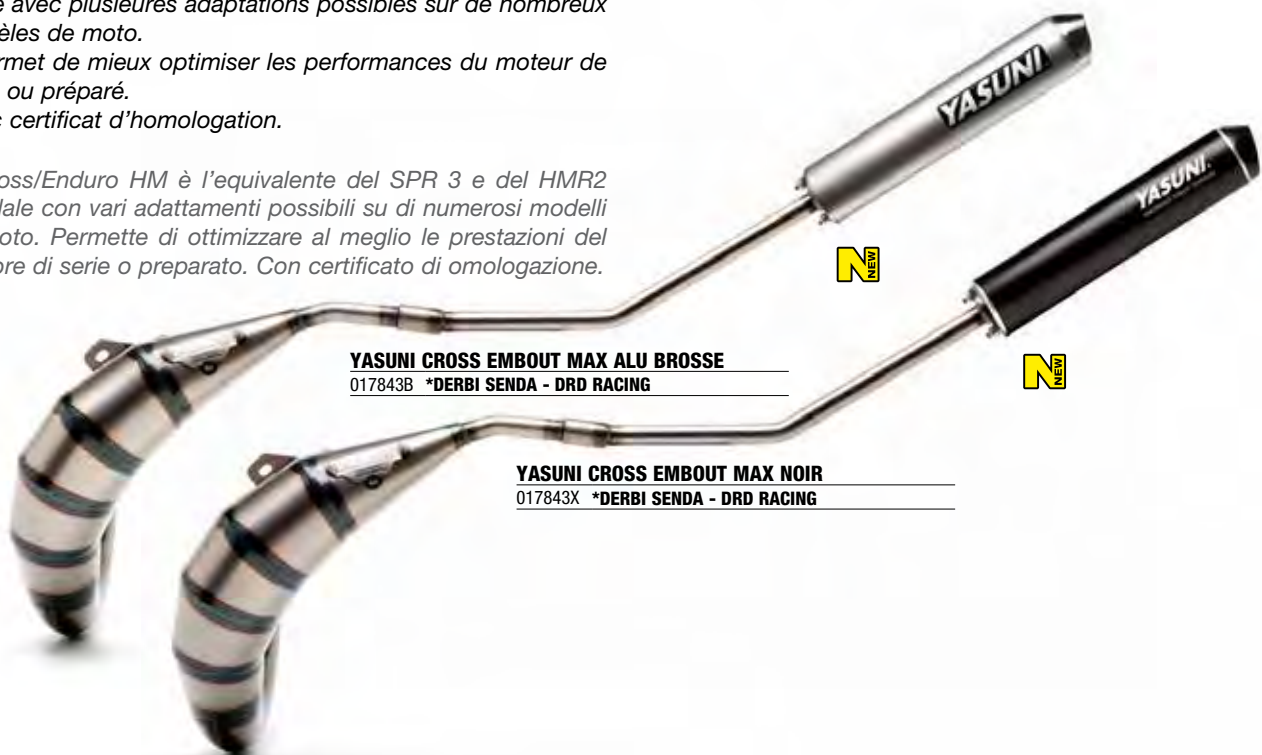 avec plusieures adaptations possibles sur de nombreux
èles de moto.
rmet de mieux optimiser les performances du moteur de
ou préparé.
c certificat d'homologation.
oss/Enduro HM è l'equivalente del SPR 3 e del HMR2
dale con vari adattamenti possibili su di numerosi modelli
oto. Permette di ottimizzare al meglio le prestazioni del
ore di serie o preparato. Con certificato di omologazione.
YASUNI
YASUNI
N NEW
YASUNI CROSS EMBOUT MAX ALU BROSSE
017843B *DERBI SENDA - DRD RACING
N NEW
YASUNI CROSS EMBOUT MAX NOIR
017843X *DERBI SENDA - DRD RACING